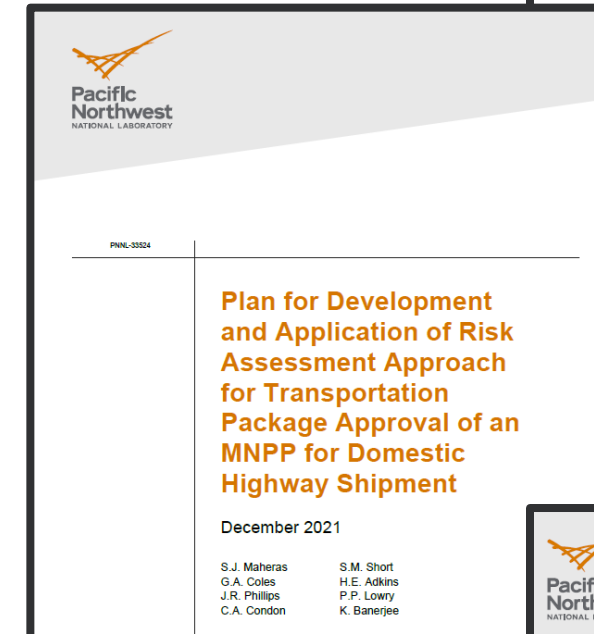 Pacific
Northwest
NATIONAL LABORATORY
PNNL-33524
Plan for Development
and Application of Risk
Assessment Approach
for Transportation
Package Approval of an
MNPP for Domestic
Highway Shipment
December 2021
S.J. Maheras S.M. Short
G.A. Coles H.E. Adkins
J.R. Phillips P.P. Lowry
C.A. Condon K. Banerjee